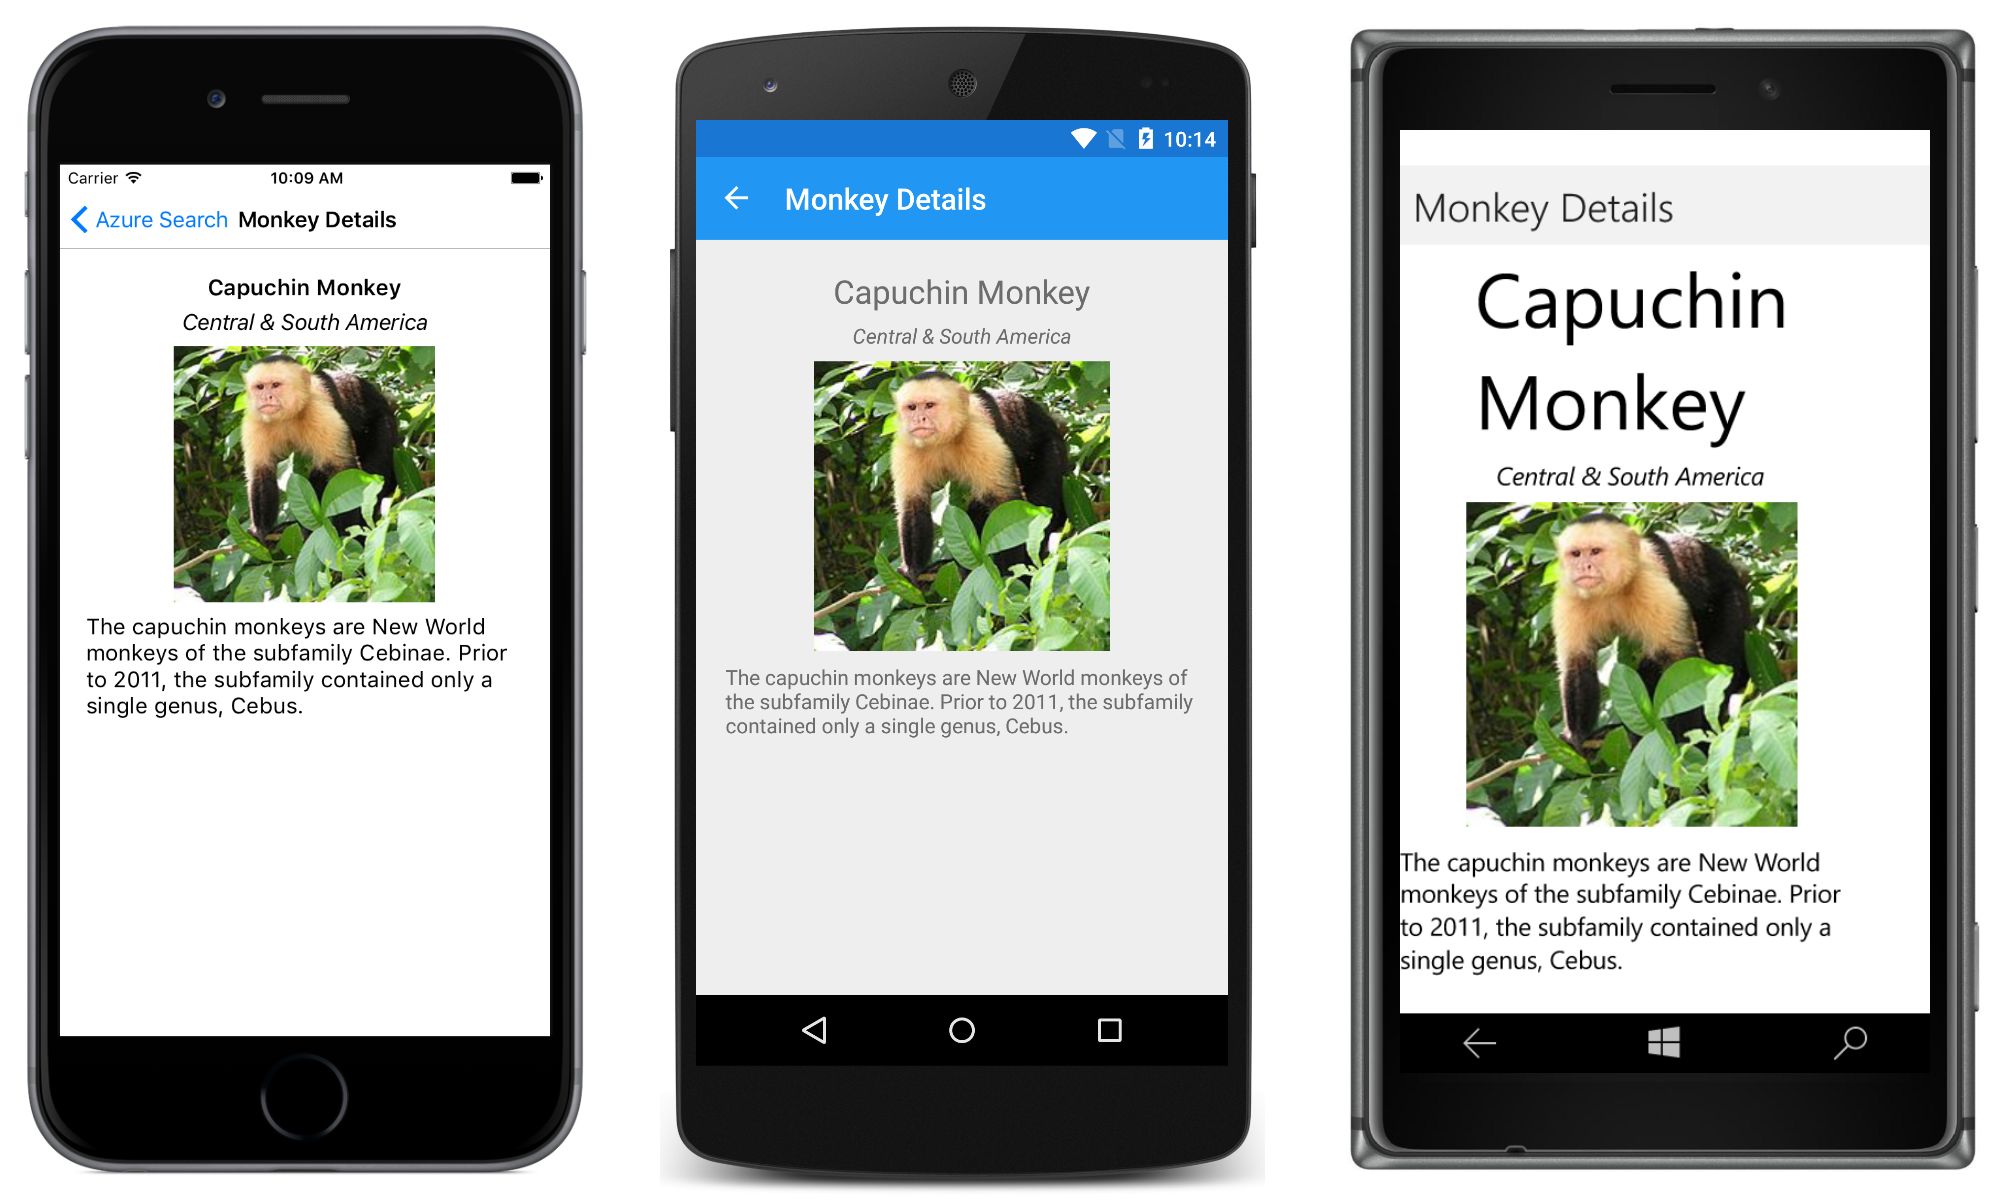 Carrier
10:09 AM
Azure Search
Monkey Details
Capuchin Monkey
Central & South America
The capuchin monkeys are New World
monkeys of the subfamily Cebinae. Prior
to 2011, the subfamily contained only a
single genus, Cebus.
10:14
Monkey Details
Capuchin Monkey
Central & South America
The capuchin monkeys are New World monkeys of
the subfamily Cebinae. Prior to 2011, the subfamily
contained only a single genus, Cebus.
Monkey Details
Capuchin
Monkey
Central & South America
The capuchin monkeys are New World
monkeys of the subfamily Cebinae. Prior
to 2011, the subfamily contained only a
single genus, Cebus.